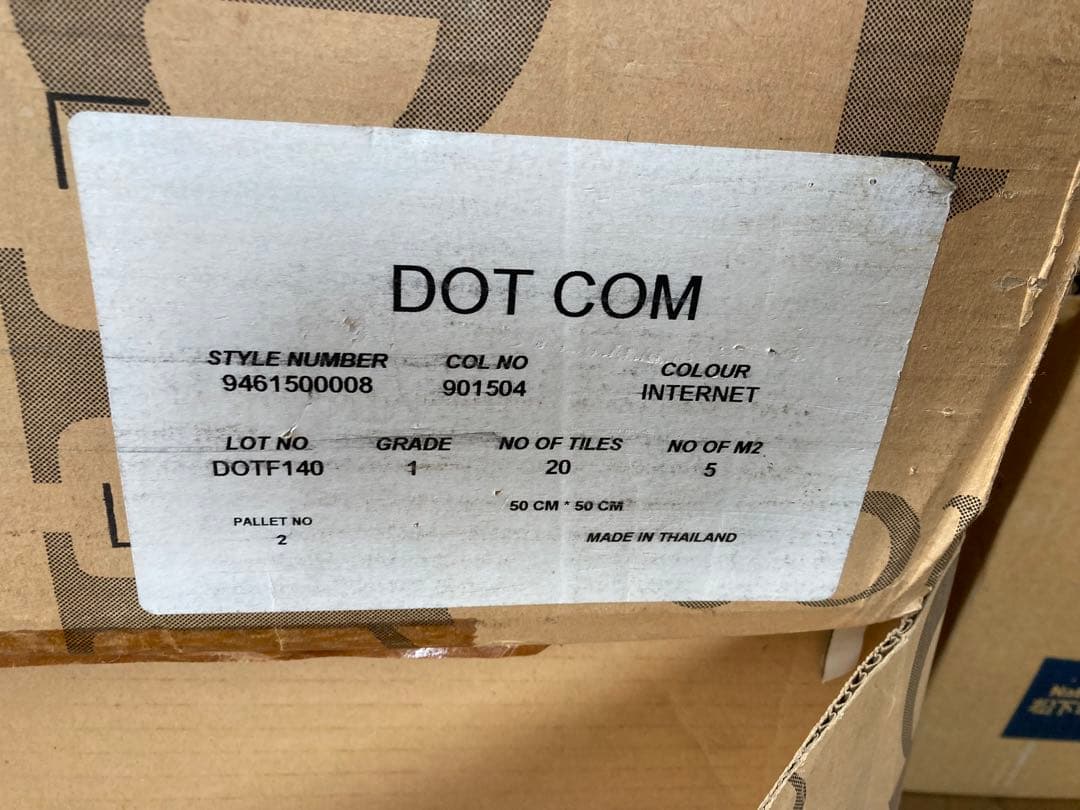 DOT COM
STYLE NUMBER COL NO COLOUR
9461500008 901504 INTERNET
LOT NO GRADE NO OF TILES NO OF M2
DOTF140 1 20 5
50 CM * 50 CM
PALLET NO MADE IN THAILAND
2